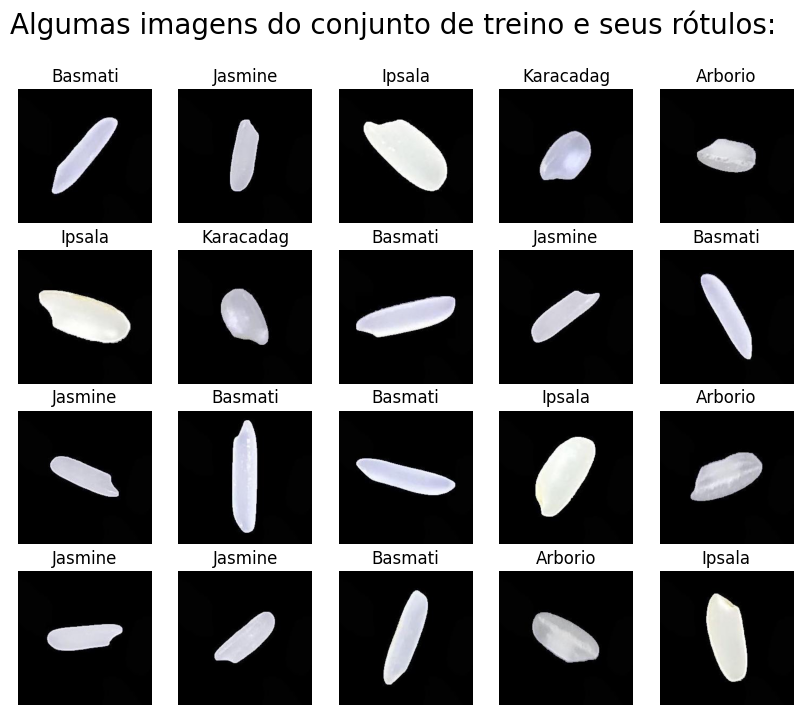 Algumas imagens do conjunto de treino e seus rótulos:
Basmati Jasmine Ipsala Karacadag Arborio
Ipsala Karacadag Basmati Jasmine Basmati
Jasmine Basmati Basmati Ipsala Arborio
Jasmine Jasmine Basmati Arborio Ipsala